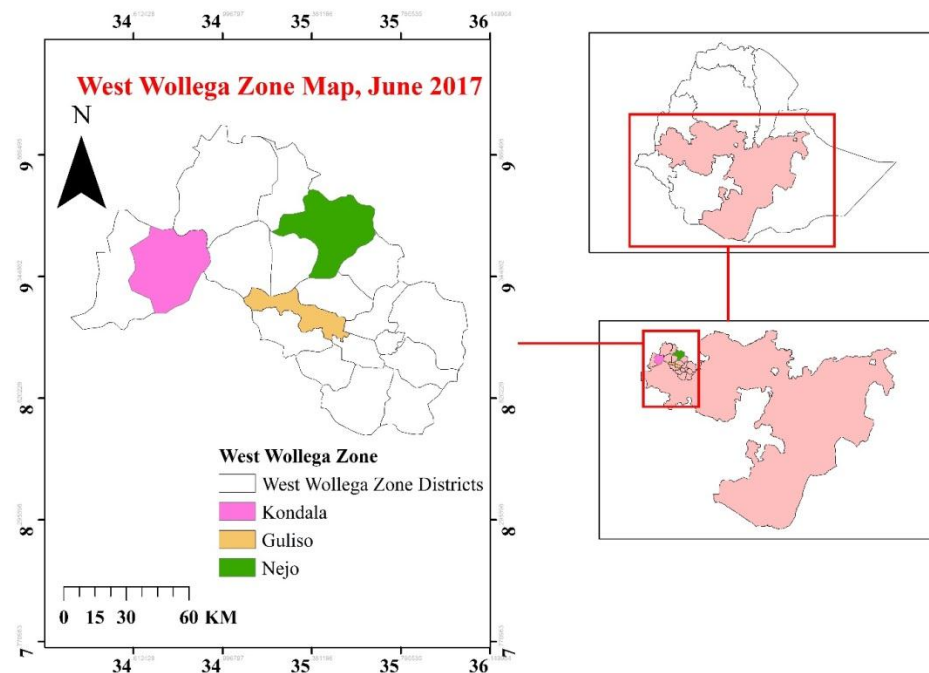 34 34 35 35 36
West Wollega Zone Map, June 2017
N
9 9
9 9
8 8
8 8
7 7
West Wollega Zone
West Wollega Zone Districts
Kondala
Guliso
Nejo
0 15 30 60 KM
34 34 35 35 36